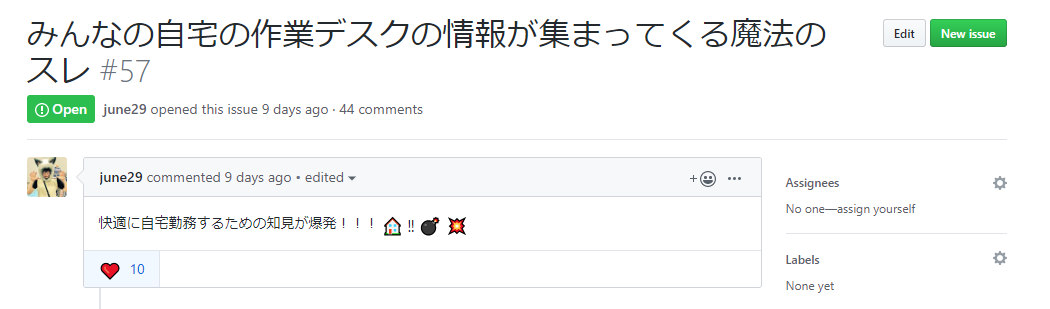 みんなの自宅の作業デスクの情報が集まってくる魔法の
スレ #57
Edit
New issue
Open
june29 opened this issue 9 days ago · 44 comments
june29 commented 9 days ago • edited
快適に自宅勤務するための知見が爆発！！！ 🏠 ‼ 💣 💥
❤ 10
Assignees
No one—assign yourself
Labels
None yet